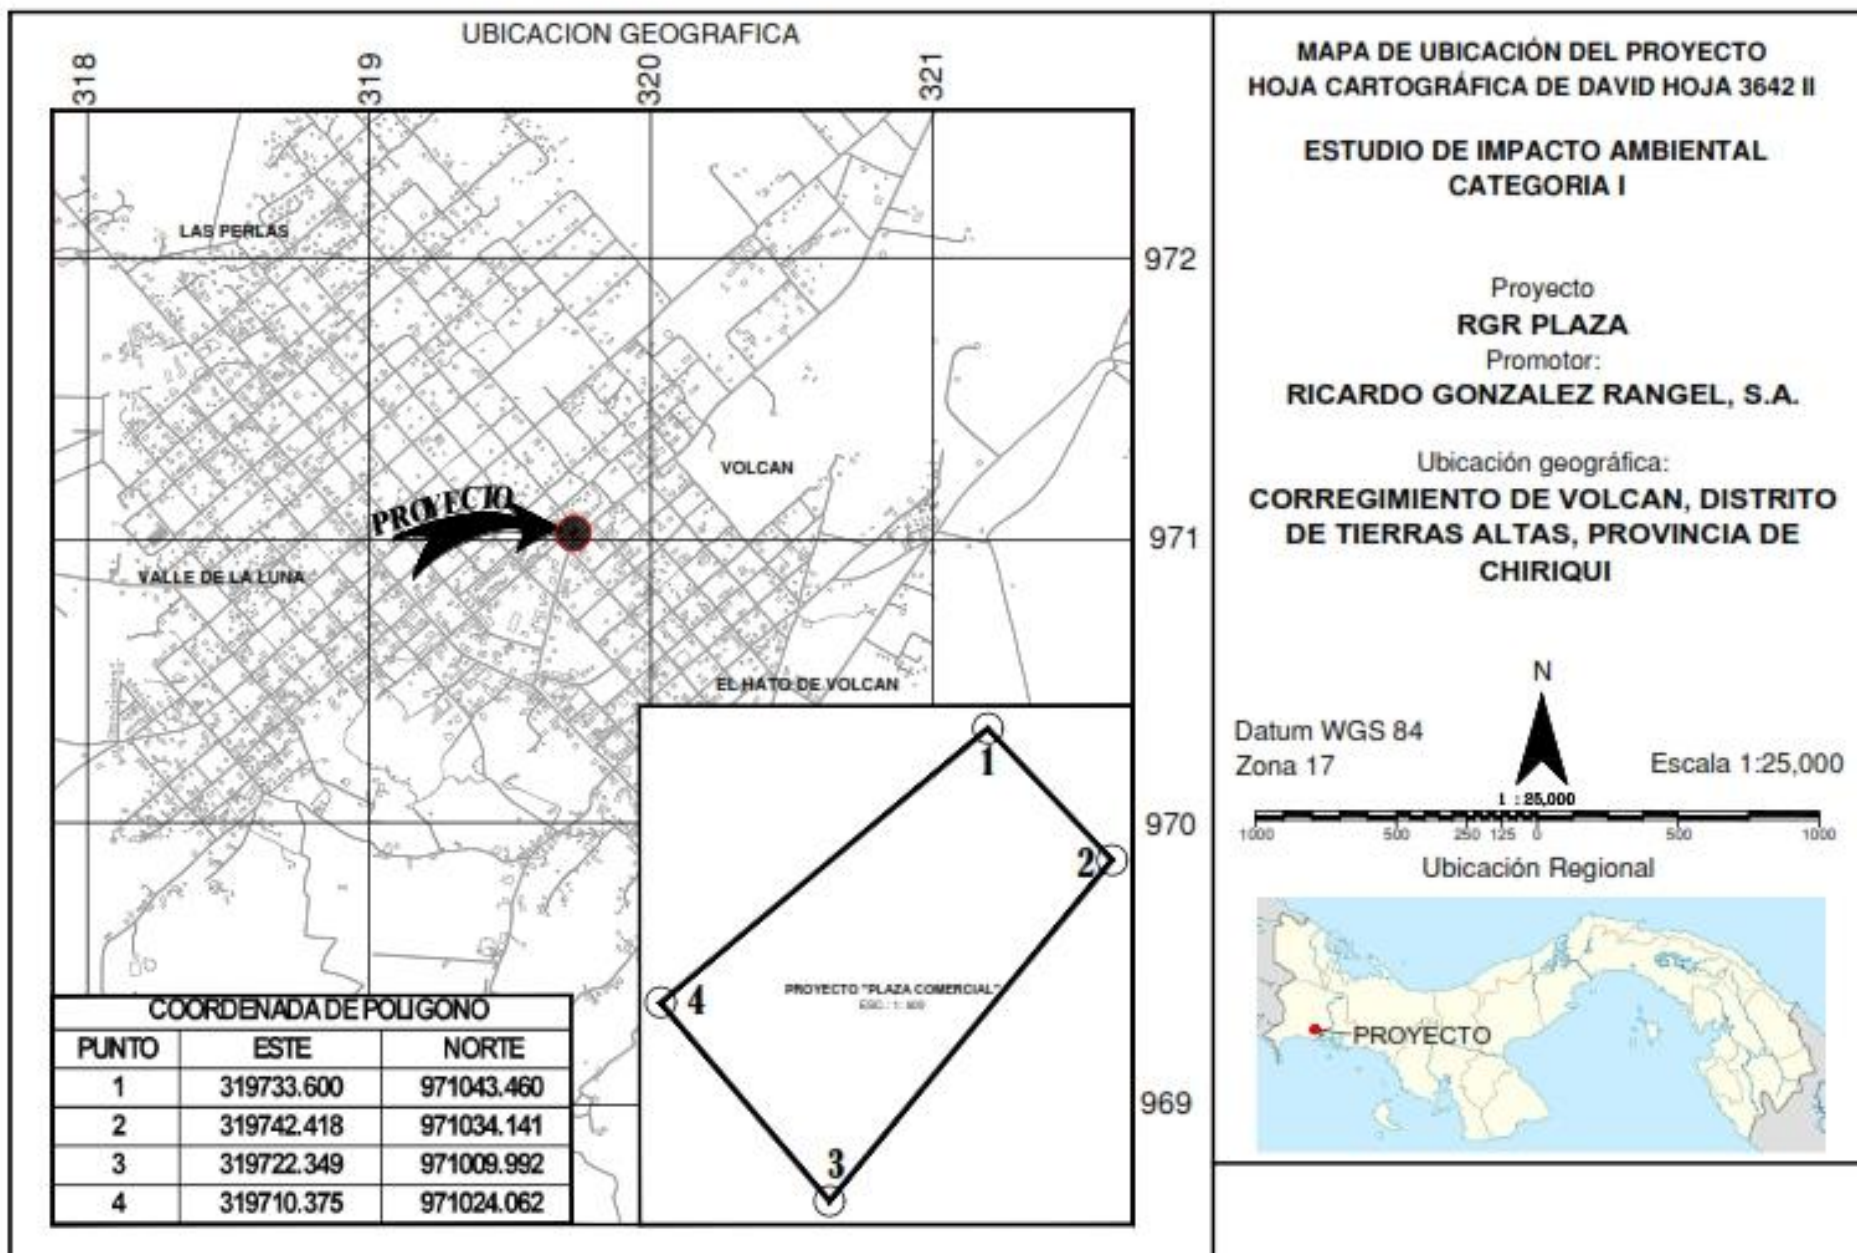 UBICACION GEOGRAFICA
318
319
320
321
LAS PERLAS
972
VOLCAN
PROYECTO
971
VALLE DE LA LUNA
EL HATO DE VOLCAN
970
969
1
2
3
4
PROYECTO "PLAZA COMERCIAL"
COORDENADA DE POLIGONO
PUNTO ESTE NORTE
1 319733.600 971043.460
2 319742.418 971034.141
3 319722.349 971009.992
4 319710.375 971024.062
MAPA DE UBICACIÓN DEL PROYECTO
HOJA CARTOGRÁFICA DE DAVID HOJA 3642 II
ESTUDIO DE IMPACTO AMBIENTAL
CATEGORIA I
Proyecto
RGR PLAZA
Promotor:
RICARDO GONZALEZ RANGEL, S.A.
Ubicación geográfica:
CORREGIMIENTO DE VOLCAN, DISTRITO
DE TIERRAS ALTAS, PROVINCIA DE
CHIRIQUI
N
Datum WGS 84
Zona 17
Escala 1:25,000
1 : 25,000
1000 500 250 125 0 500 1000
Ubicación Regional
PROYECTO